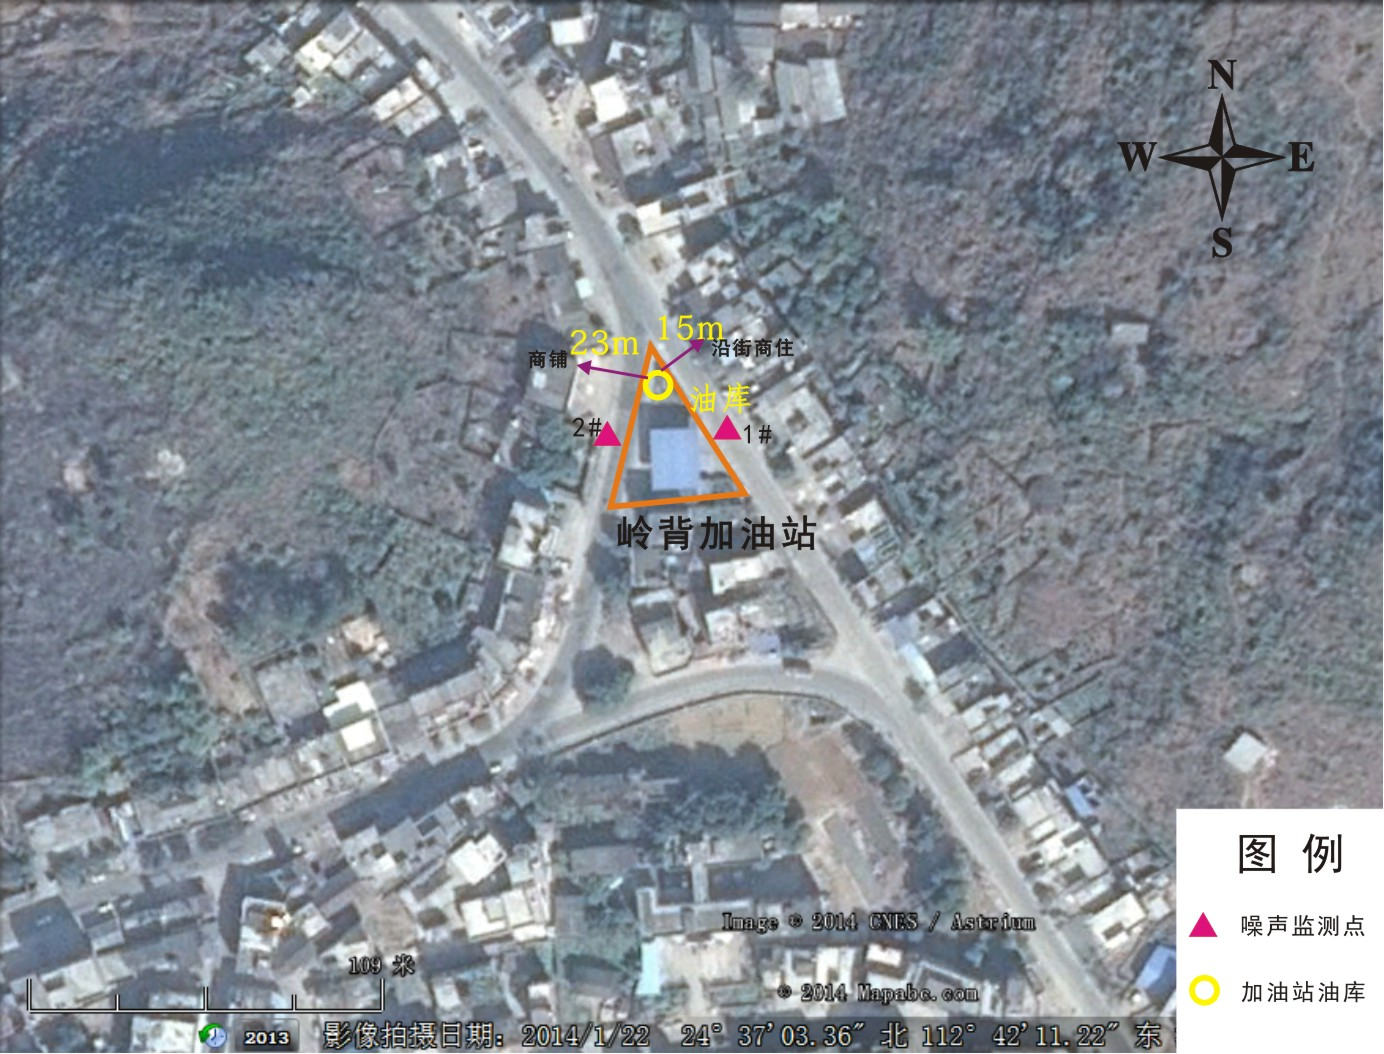 N
W E
S
23m 15m
商铺 沿街商住
油库
2# 1#
岭背加油站
图例
噪声监测点
加油站油库
Image © 2014 CNES / Astrium
109 米
© 2014 Mapabc.com
2013 影像拍摄日期: 2014/1/22 24° 37'03.36" 北 112° 42'11.22" 东